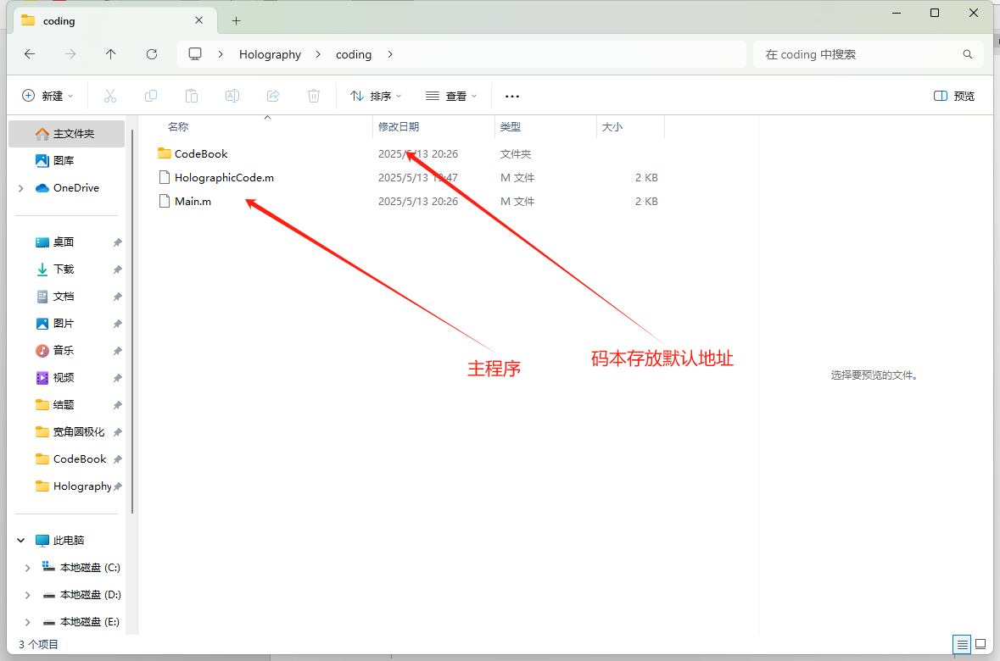 coding
Holography
coding
在 coding 中搜索
新建
排序
查看
预览
名称
修改日期
类型
大小
CodeBook
2025/5/13 20:26
文件夹
HolographicCode.m
2025/5/13
:47
M 文件
2 KB
Main.m
2025/5/13 20:26
M 文件
2 KB
主文件夹
图库
OneDrive
桌面
下载
文档
图片
音乐
视频
结题
宽角圆极化
CodeBook
Holography
此电脑
本地磁盘 (C:)
本地磁盘 (D:)
本地磁盘 (E:)
主程序
码本存放默认地址
选择要预览的文件。
3 个项目